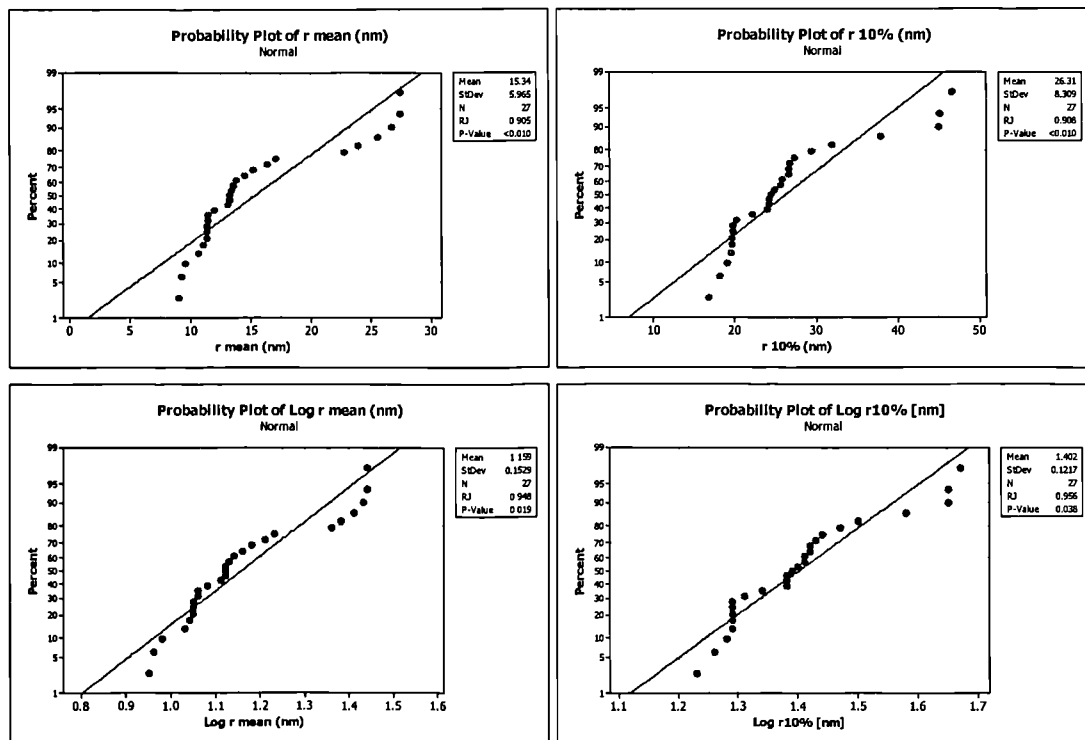 Probability Plot of r mean (nm)
Normal
Percent
99
95
90
80
70
60
50
40
30
20
10
5
1
0 5 10 15 20 25 30
r mean (nm)
Mean 15.34
StDev 5.965
N 27
RJ 0.905
P-Value <0.010
Probability Plot of r 10% (nm)
Normal
Percent
99
95
90
80
70
60
50
40
30
20
10
5
1
10 20 30 40 50
r 10% (nm)
Mean 26.31
StDev 8.309
N 27
RJ 0.908
P-Value <0.010
Probability Plot of Log r mean (nm)
Normal
Percent
99
95
90
80
70
60
50
40
30
20
10
5
1
0.8 0.9 1.0 1.1 1.2 1.3 1.4 1.5 1.6
Log r mean (nm)
Mean 1 159
StDev 0.1529
N 27
RJ 0.948
P-Value 0 019
Probability Plot of Log r10% [nm]
Normal
Percent
99
95
90
80
70
60
50
40
30
20
10
5
1
1.1 1.2 1.3 1.4 1.5 1.6 1.7
Log r10% [nm]
Mean 1.402
StDev 0.1217
N 27
RJ 0.956
P-Value 0.038